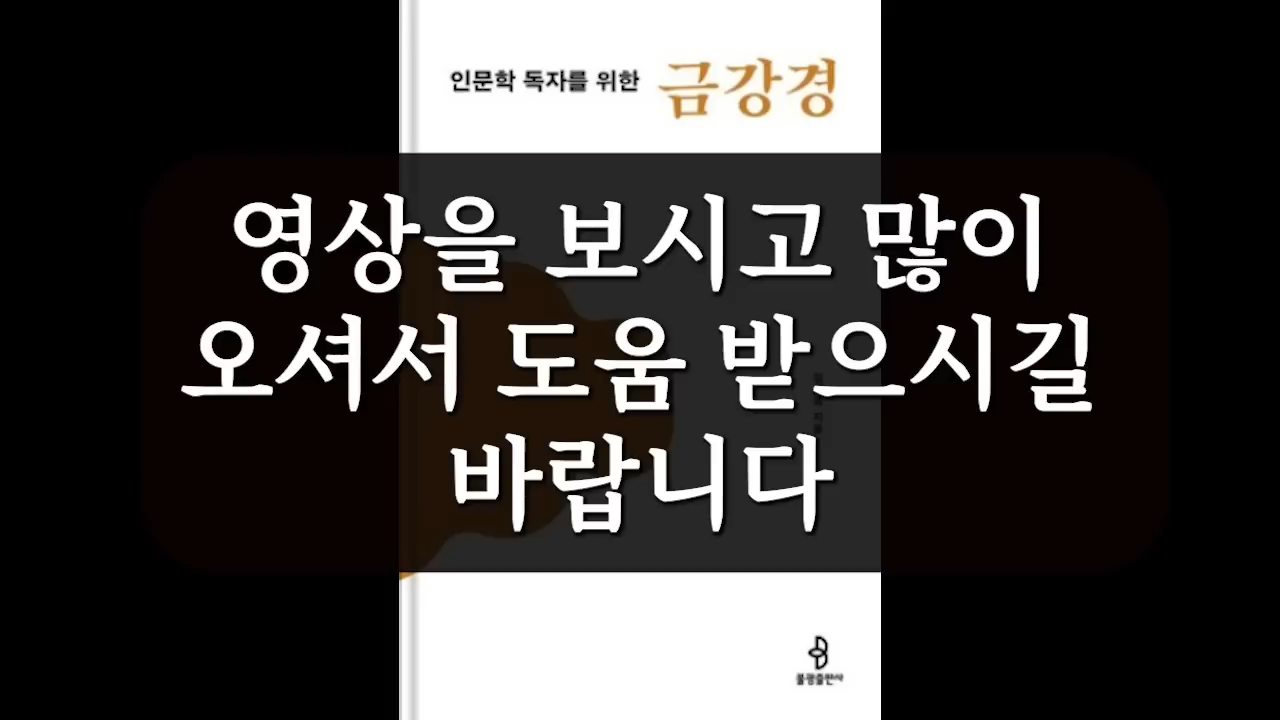 인문학 독자를 위한 금강경
영상을 보시고 많이
오셔서 도움 받으시길
바랍니다
불광출판사